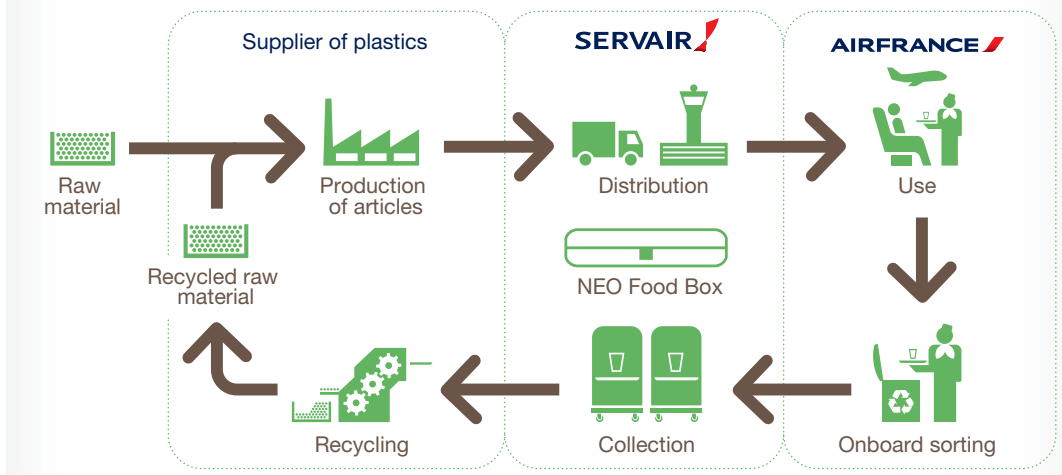 Supplier of plastics
SERVAIR
AIRFRANCE
Raw
material
Production
of articles
Distribution
Use
Recycled raw
material
NEO Food Box
Recycling
Collection
Onboard sorting